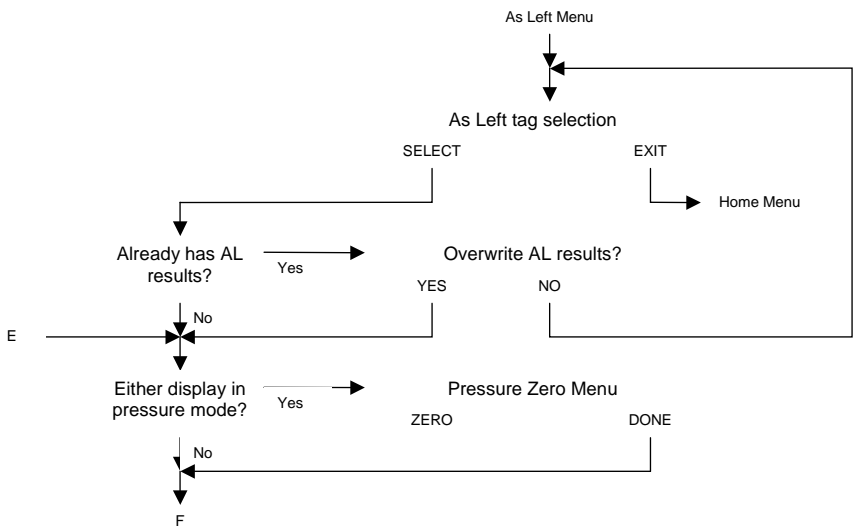 As Left Menu
As Left tag selection
SELECT
EXIT
Home Menu
Already has AL
results?
Yes
Overwrite AL results?
YES
NO
No
E
Either display in
pressure mode?
Yes
Pressure Zero Menu
ZERO
DONE
No
F